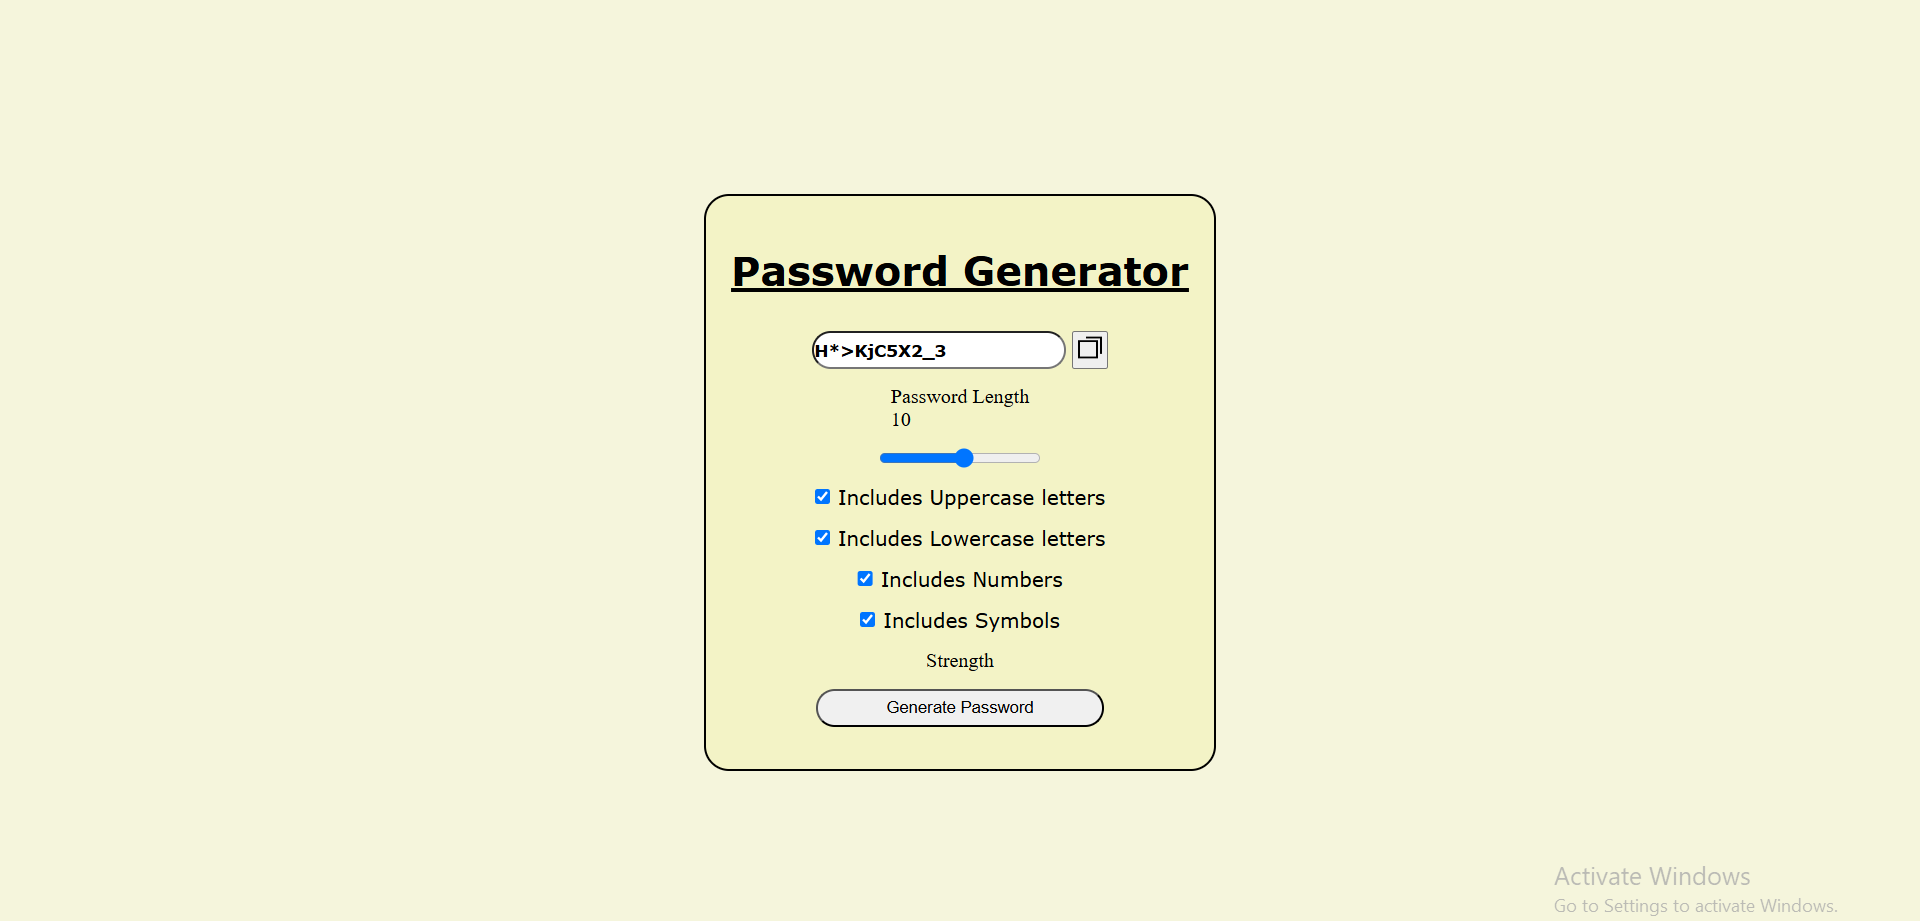 Password Generator
H*>KjC5X2_3
Password Length
10
Includes Uppercase letters
Includes Lowercase letters
Includes Numbers
Includes Symbols
Strength
Generate Password
Activate Windows
Go to Settings to activate Windows.